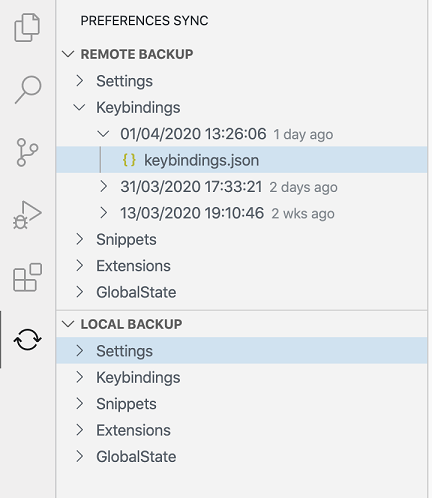 PREFERENCES SYNC
REMOTE BACKUP
Settings
Keybindings
01/04/2020 13:26:06 1 day ago
{} keybindings.json
31/03/2020 17:33:21 2 days ago
13/03/2020 19:10:46 2 wks ago
Snippets
Extensions
GlobalState
LOCAL BACKUP
Settings
Keybindings
Snippets
Extensions
GlobalState